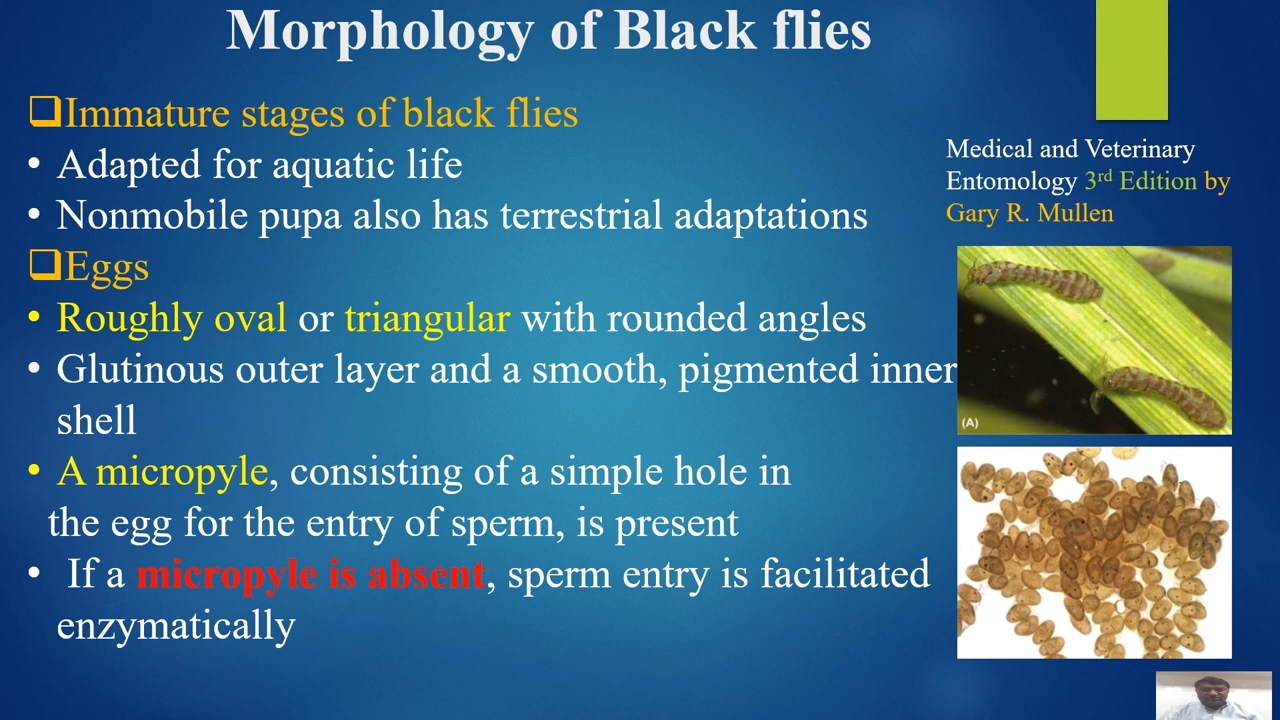 Morphology of Black flies
❑Immature stages of black flies
• Adapted for aquatic life
• Nonmobile pupa also has terrestrial adaptations
❑Eggs
• Roughly oval or triangular with rounded angles
• Glutinous outer layer and a smooth, pigmented inner
shell
• A micropyle, consisting of a simple hole in
the egg for the entry of sperm, is present
• If a micropyle is absent, sperm entry is facilitated
enzymatically
Medical and Veterinary
Entomology 3rd Edition by
Gary R. Mullen
(A)